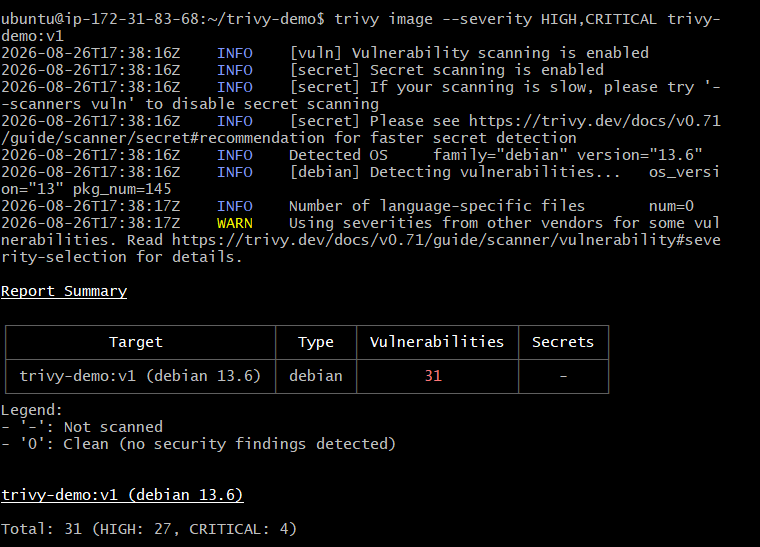 ubuntu@ip-172-31-83-68:~/trivy-demo$ trivy image --severity HIGH,CRITICAL trivy-
demo:v1
2026-08-26T17:38:16Z    INFO    [vuln] Vulnerability scanning is enabled
2026-08-26T17:38:16Z    INFO    [secret] Secret scanning is enabled
2026-08-26T17:38:16Z    INFO    [secret] If your scanning is slow, please try '-
-scanners vuln' to disable secret scanning
2026-08-26T17:38:16Z    INFO    [secret] Please see https://trivy.dev/docs/v0.71
/guide/scanner/secret#recommendation for faster secret detection
2026-08-26T17:38:16Z    INFO    Detected OS     family="debian" version="13.6"
2026-08-26T17:38:16Z    INFO    [debian] Detecting vulnerabilities...   os_versi
on="13" pkg_num=145
2026-08-26T17:38:17Z    INFO    Number of language-specific files       num=0
2026-08-26T17:38:17Z    WARN    Using severities from other vendors for some vul
nerabilities. Read https://trivy.dev/docs/v0.71/guide/scanner/vulnerability#seve
rity-selection for details.
Report Summary
Target Type Vulnerabilities Secrets
trivy-demo:v1 (debian 13.6) debian 31 -
Legend:
- '-': Not scanned
- '0': Clean (no security findings detected)
trivy-demo:v1 (debian 13.6)
Total: 31 (HIGH: 27, CRITICAL: 4)